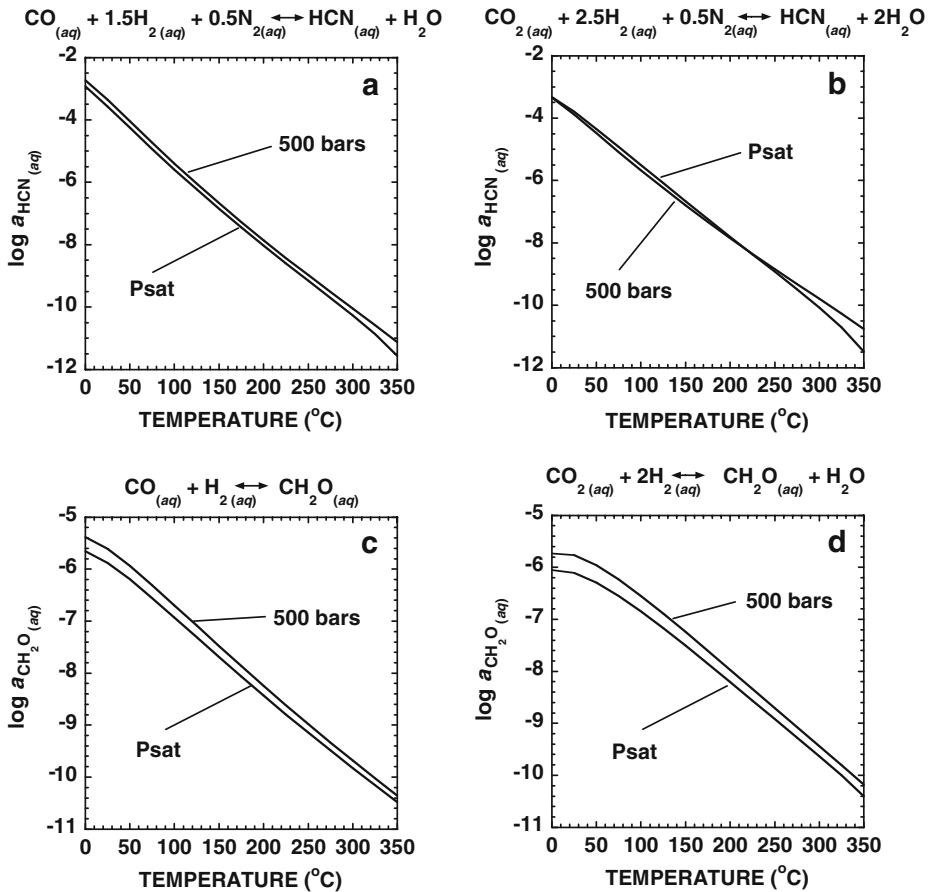 CO(aq) + 1.5H2(aq) + 0.5N2(aq) ↔ HCN(aq) + H2O
a
500 bars
Psat
log aHCN(aq)
-2
-4
-6
-8
-10
-12
0 50 100 150 200 250 300 350
TEMPERATURE (°C)
CO2(aq) + 2.5H2(aq) + 0.5N2(aq) ↔ HCN(aq) + 2H2O
b
Psat
500 bars
log aHCN(aq)
-2
-4
-6
-8
-10
-12
0 50 100 150 200 250 300 350
TEMPERATURE (°C)
CO(aq) + H2(aq) ↔ CH2O(aq)
c
500 bars
Psat
log aCH2O(aq)
-5
-6
-7
-8
-9
-10
-11
0 50 100 150 200 250 300 350
TEMPERATURE (°C)
CO2(aq) + 2H2(aq) ↔ CH2O(aq) + H2O
d
500 bars
Psat
log aCH2O(aq)
-5
-6
-7
-8
-9
-10
-11
0 50 100 150 200 250 300 350
TEMPERATURE (°C)